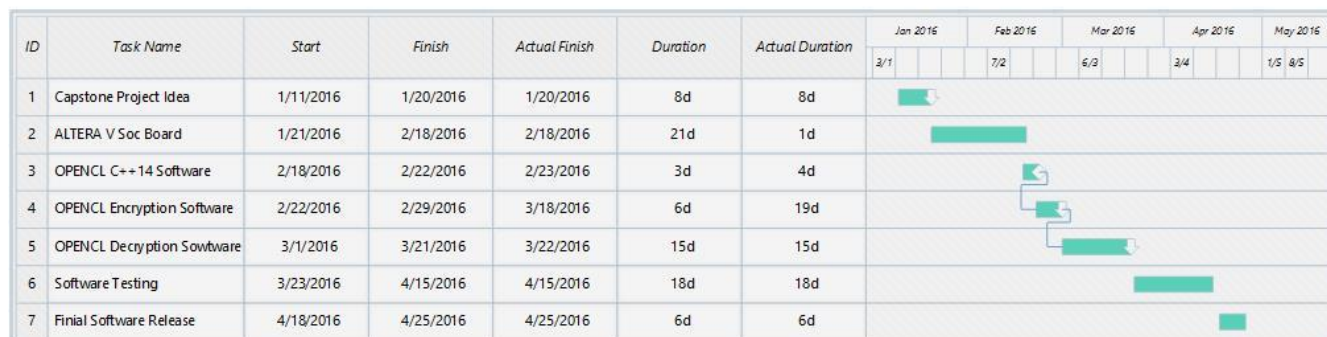 ID Task Name Start Finish Actual Finish Duration Actual Duration Jan 2016 Feb 2016 Mar 2016 Apr 2016 May 2016
3/1 7/2 6/3 3/4 1/5 8/5
1 Capstone Project Idea 1/11/2016 1/20/2016 1/20/2016 8d 8d
2 ALTERA V Soc Board 1/21/2016 2/18/2016 2/18/2016 21d 1d
3 OPENCL C++14 Software 2/18/2016 2/22/2016 2/23/2016 3d 4d
4 OPENCL Encryption Software 2/22/2016 2/29/2016 3/18/2016 6d 19d
5 OPENCL Decryption Sowtware 3/1/2016 3/21/2016 3/22/2016 15d 15d
6 Software Testing 3/23/2016 4/15/2016 4/15/2016 18d 18d
7 Finial Software Release 4/18/2016 4/25/2016 4/25/2016 6d 6d